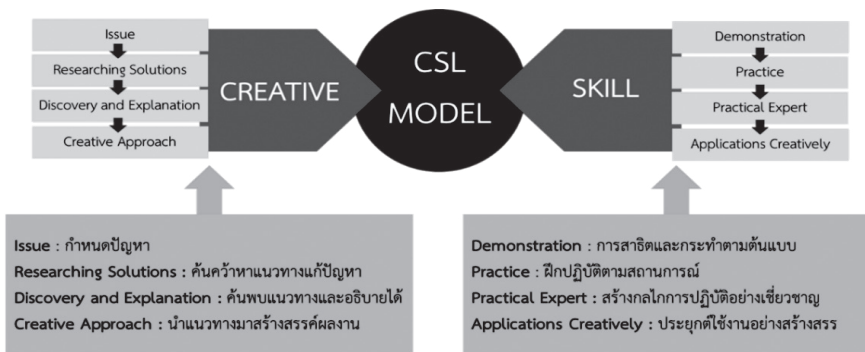 Issue
Researching Solutions
Discovery and Explanation
Creative Approach
CREATIVE
CSL
MODEL
SKILL
Demonstration
Practice
Practical Expert
Applications Creatively
Issue : กำหนดปัญหา
Researching Solutions : ค้นคว้าหาแนวทางแก้ปัญหา
Discovery and Explanation : ค้นพบแนวทางและอธิบายได้
Creative Approach : นำแนวทางมาสร้างสรรค์ผลงาน
Demonstration : การสาธิตและกระทำตามต้นแบบ
Practice : ฝึกปฏิบัติตามสถานการณ์
Practical Expert : สร้างกลไกการปฏิบัติอย่างเชี่ยวชาญ
Applications Creatively : ประยุกต์ใช้งานอย่างสร้างสรร